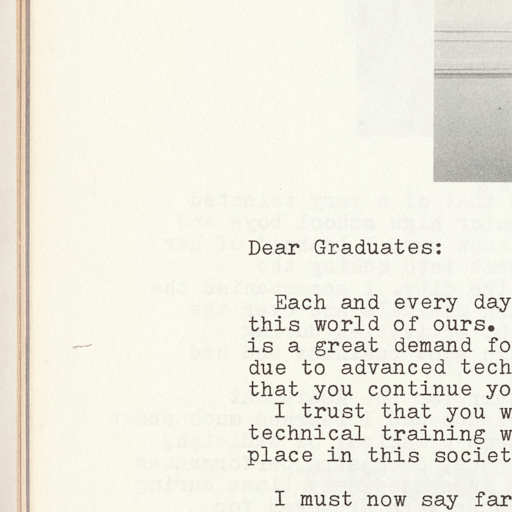 Dear Graduates:
Each and every day
this world of ours.
is a great demand fo
due to advanced tech
that you continue yo
I trust that you w
technical training w
place in this societ
I must now say far